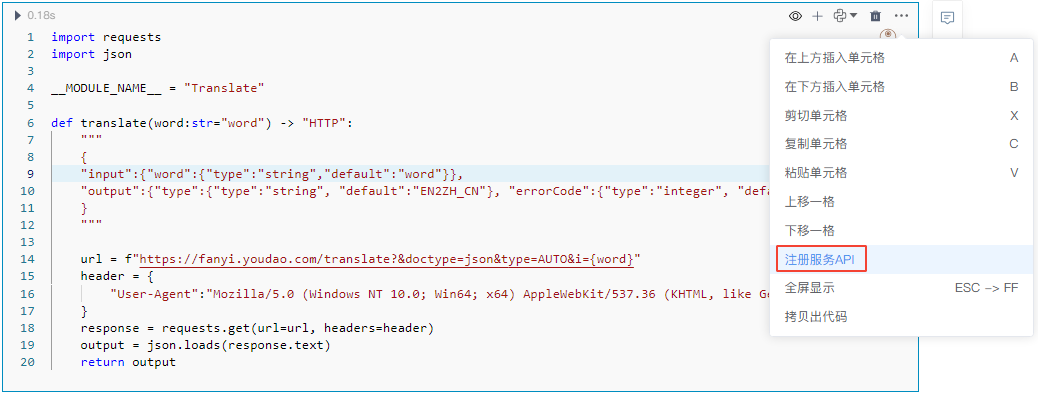 0.18s
1 import requests
2 import json
3
4 __MODULE_NAME__ = "Translate"
5
6 def translate(word:str="word") -> "HTTP":
7 """
8 {
9 "input":{"word":{"type":"string","default":"word"}},
10 "output":{"type":{"type":"string", "default":"EN2ZH_CN"}, "errorCode":{"type":"integer", "defa
11 }
12 """
13
14 url = f"https://fanyi.youdao.com/translate?&doctype=json&type=AUTO&i={word}"
15 header = {
16 "User-Agent":"Mozilla/5.0 (Windows NT 10.0; Win64; x64) AppleWebKit/537.36 (KHTML, like Ge
17 }
18 response = requests.get(url=url, headers=header)
19 output = json.loads(response.text)
20 return output
在上方插入单元格 A
在下方插入单元格 B
剪切单元格 X
复制单元格 C
粘贴单元格 V
上移一格
下移一格
注册服务API
全屏显示 ESC -> FF
拷贝出代码